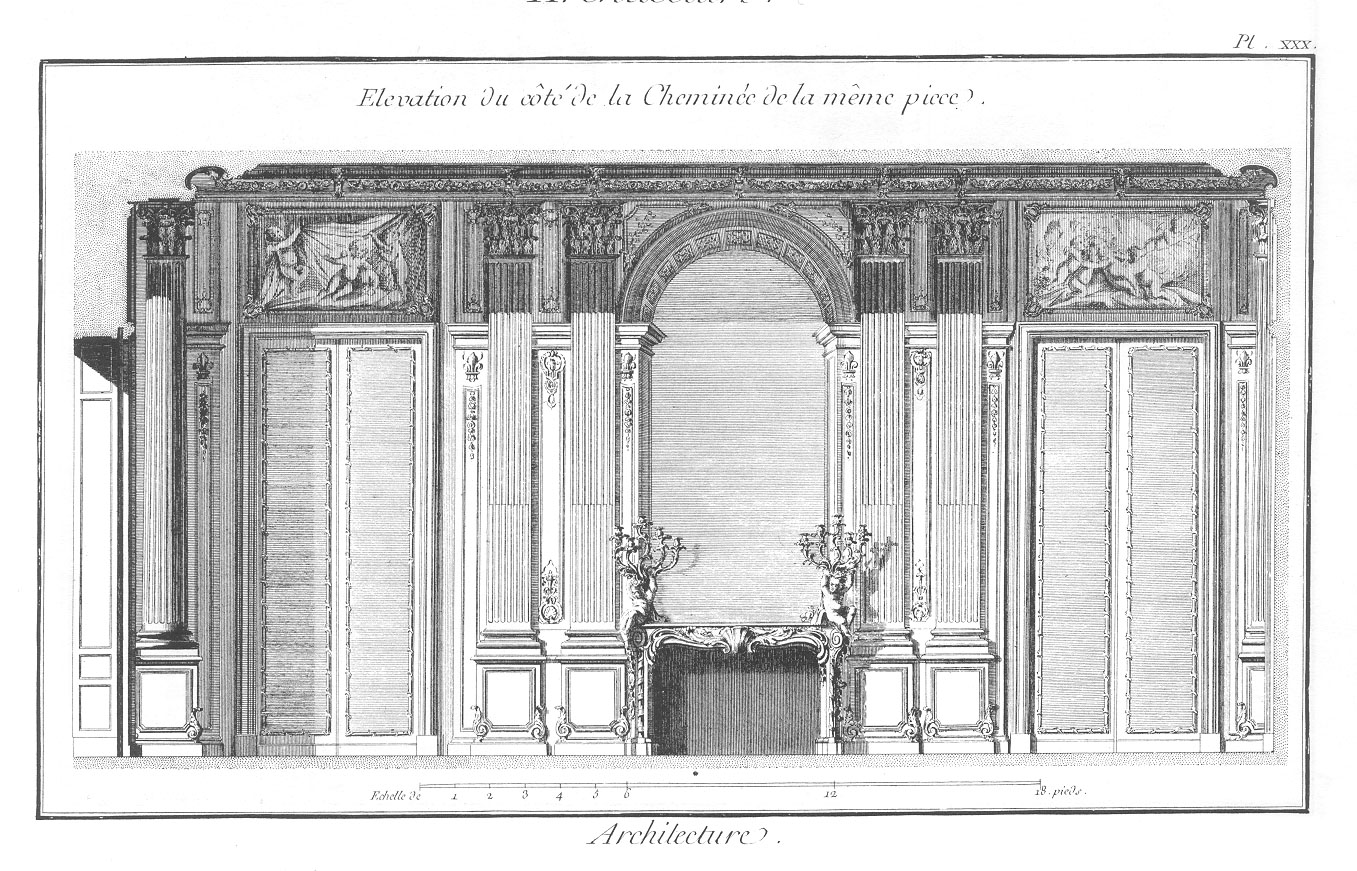 Pl. XXX.
Elevation du côté de la Cheminée de la même piece.
Echelle de 1 2 3 4 5 6 12 18. pieds.
Architecture.